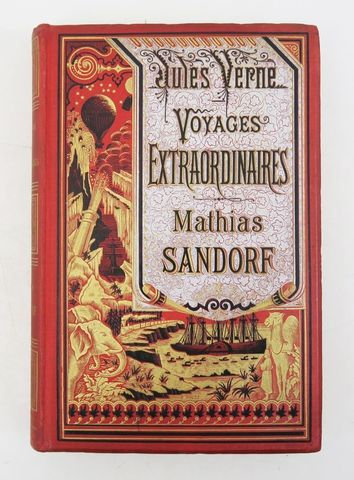 Jules Verne
Voyages
Extraordinaires
Mathias
Sandorf